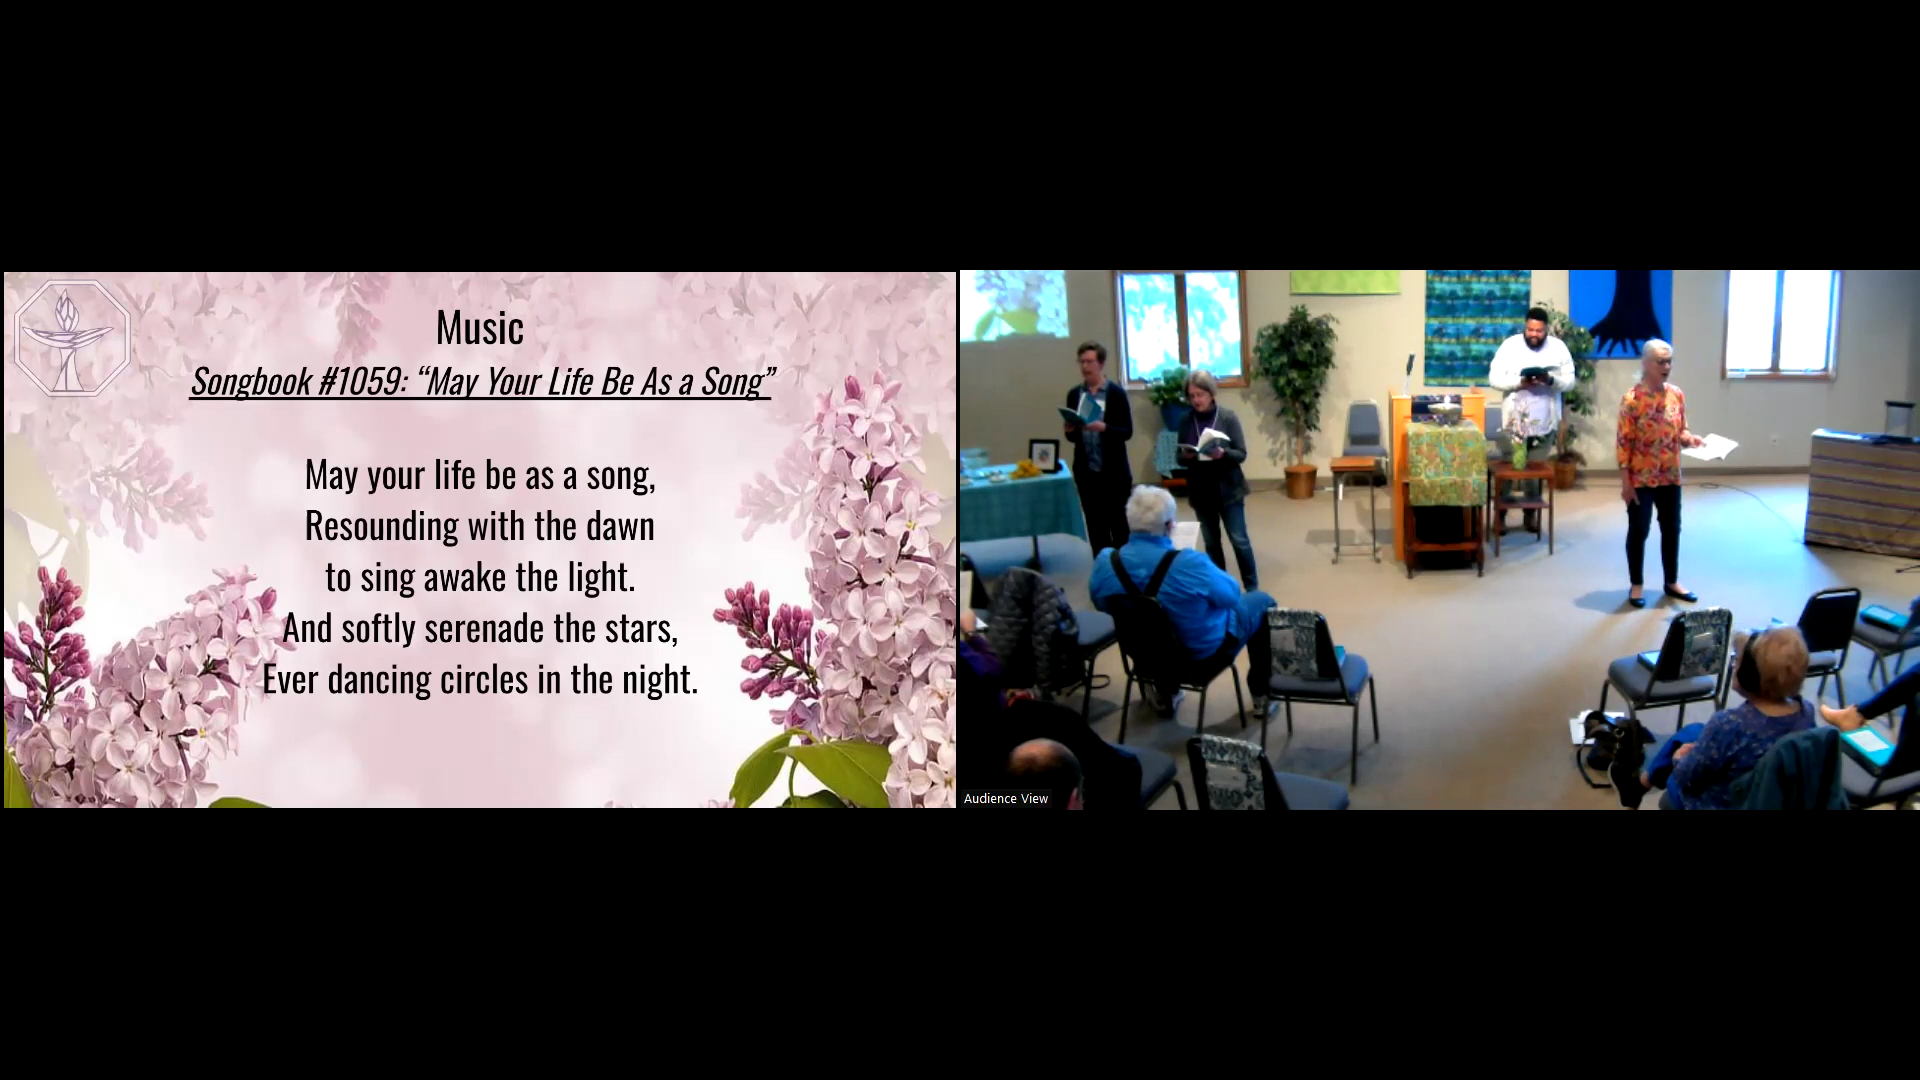 Music
Songbook #1059: “May Your Life Be As a Song”
May your life be as a song,
Resounding with the dawn
to sing awake the light.
And softly serenade the stars,
Ever dancing circles in the night.
Audience View